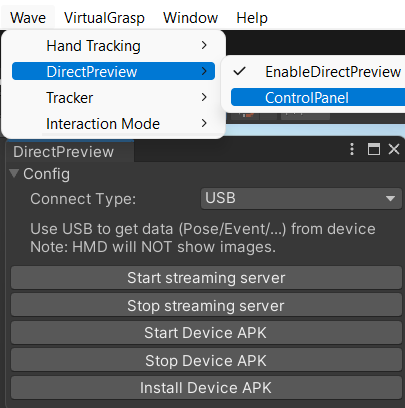 Wave VirtualGrasp Window Help
Hand Tracking
DirectPreview
EnableDirectPreview
Tracker
ControlPanel
Interaction Mode
DirectPreview
Config
Connect Type: USB
Use USB to get data (Pose/Event/...) from device
Note: HMD will NOT show images.
Start streaming server
Stop streaming server
Start Device APK
Stop Device APK
Install Device APK